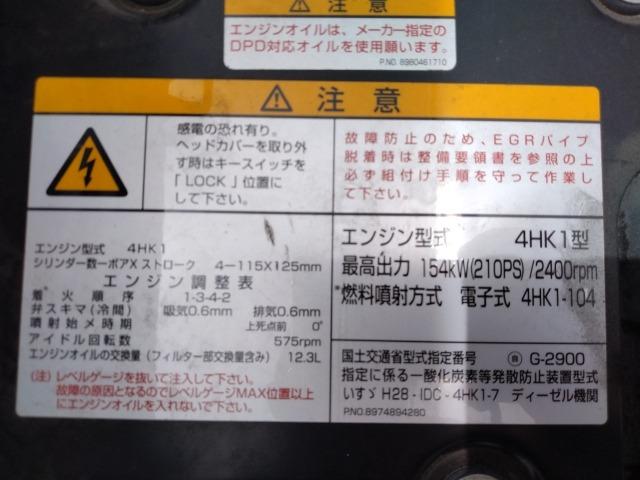 注意
エンジンオイルは、メーカー指定の
DPD対応オイルを使用願います。
P.NO. 8980461710
注意
感電の恐れ有り。
ヘッドカバーを取り外
す時はキースイッチを
「LOCK」位置に
して下さい。
故障防止のため、EGRパイプ
脱着時は整備要領書を参照の上
必ず組付け手順を守って作業し
て下さい。
エンジン型式 4HK1
シリンダー数ーボアXストローク 4ー115X125mm
エンジン調整表
着火順序 1-3-4-2
弁スキマ(冷間) 吸気0.6mm 排気0.6mm
噴射始メ時期 上死点前 0°
アイドル回転数 575rpm
エンジンオイルの交換量(フィルター部交換量含み) 12.3L
(注)レベルゲージを抜いて注入して下さい。
故障の原因となるのでレベルゲージMAX位置以上
にエンジンオイルを入れないで下さい。
エンジン型式 4HK1型
最高出力 154kW(210PS)/2400rpm
*燃料噴射方式 電子式 4HK1-104
国土交通省型式指定番号 自 G-2900
指定に係る一酸化炭素等発散防止装置型式
いすゞH28-IDC-4HK1-7 ディーゼル機関
P.NO.8974894280